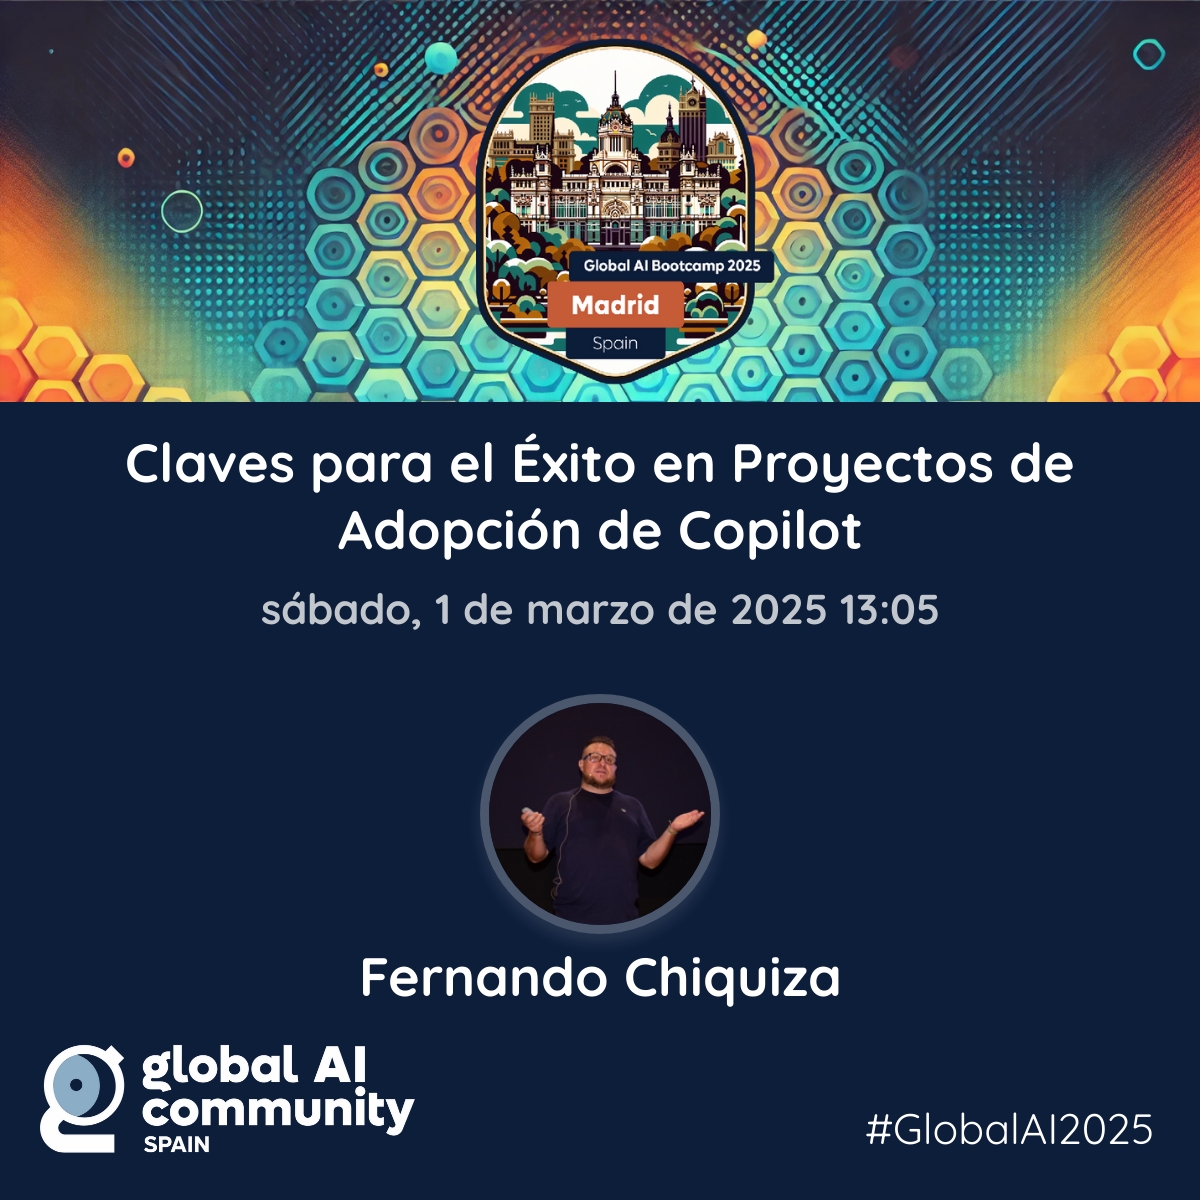 Global AI Bootcamp 2025
Madrid
Spain
Claves para el Éxito en Proyectos de
Adopción de Copilot
sábado, 1 de marzo de 2025 13:05
Fernando Chiquiza
global AI
community
SPAIN
#GlobalAI2025